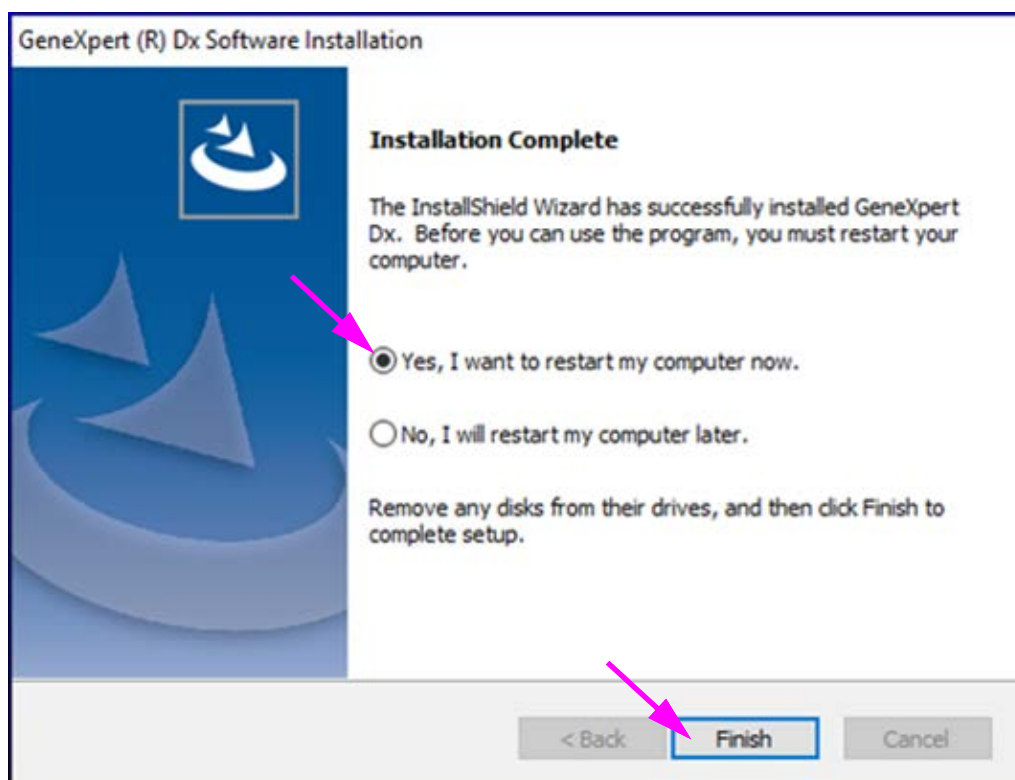 GeneXpert (R) Dx Software Installation
Installation Complete
The InstallShield Wizard has successfully installed GeneXpert
Dx.  Before you can use the program, you must restart your
computer.
Yes, I want to restart my computer now.
No, I will restart my computer later.
Remove any disks from their drives, and then click Finish to
complete setup.
< Back Finish Cancel